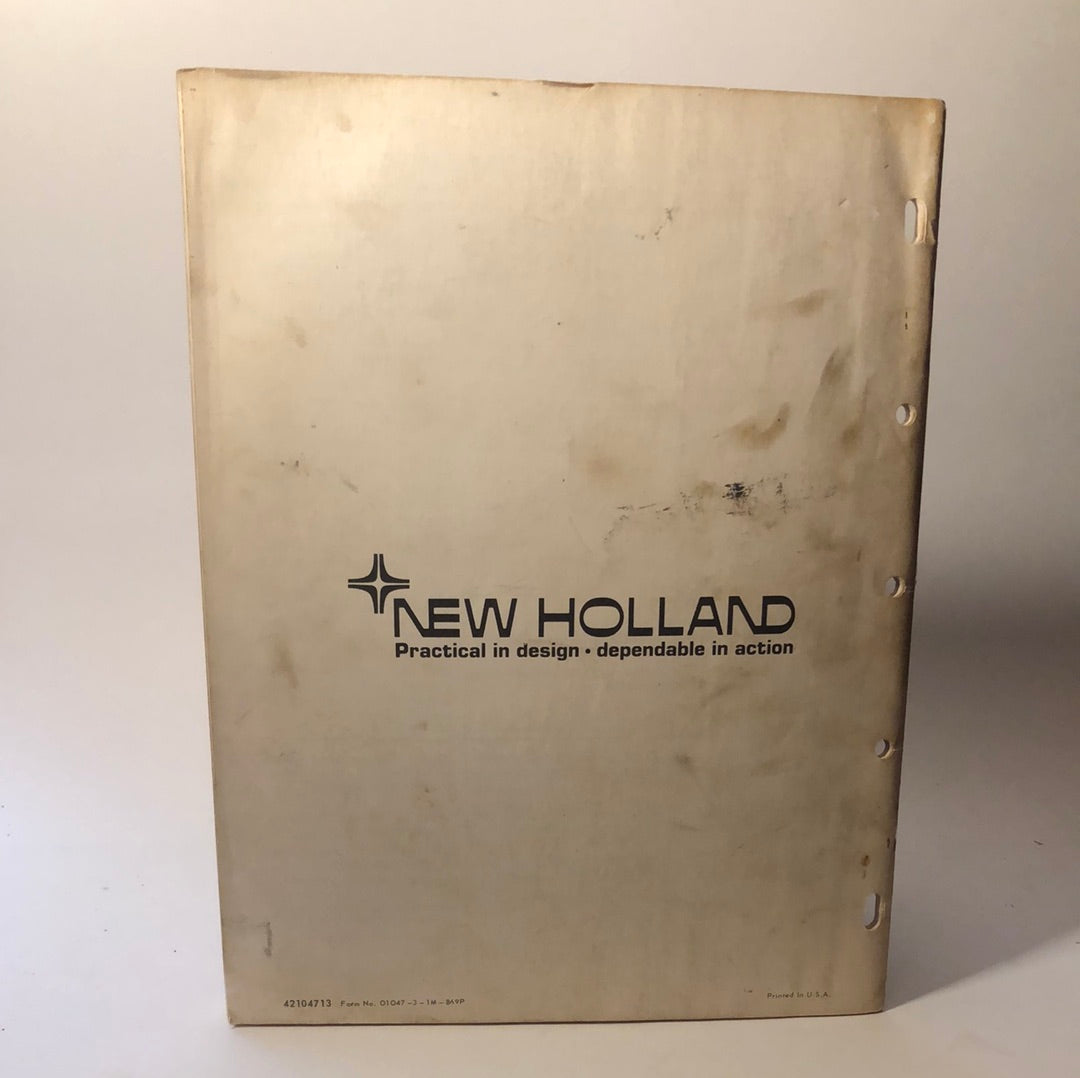 NEW HOLLAND
Practical in design • dependable in action
42104713 Form No. D1047-3-1M-869P
Printed In U.S.A.